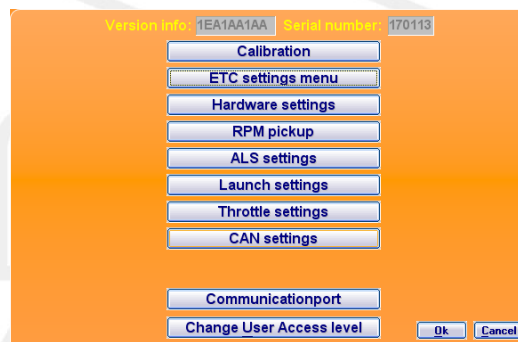 Version info: 1EA1AA1AA Serial number: 170113
Calibration
ETC settings menu
Hardware settings
RPM pickup
ALS settings
Launch settings
Throttle settings
CAN settings
Communicationport
Change User Access level
Ok Cancel